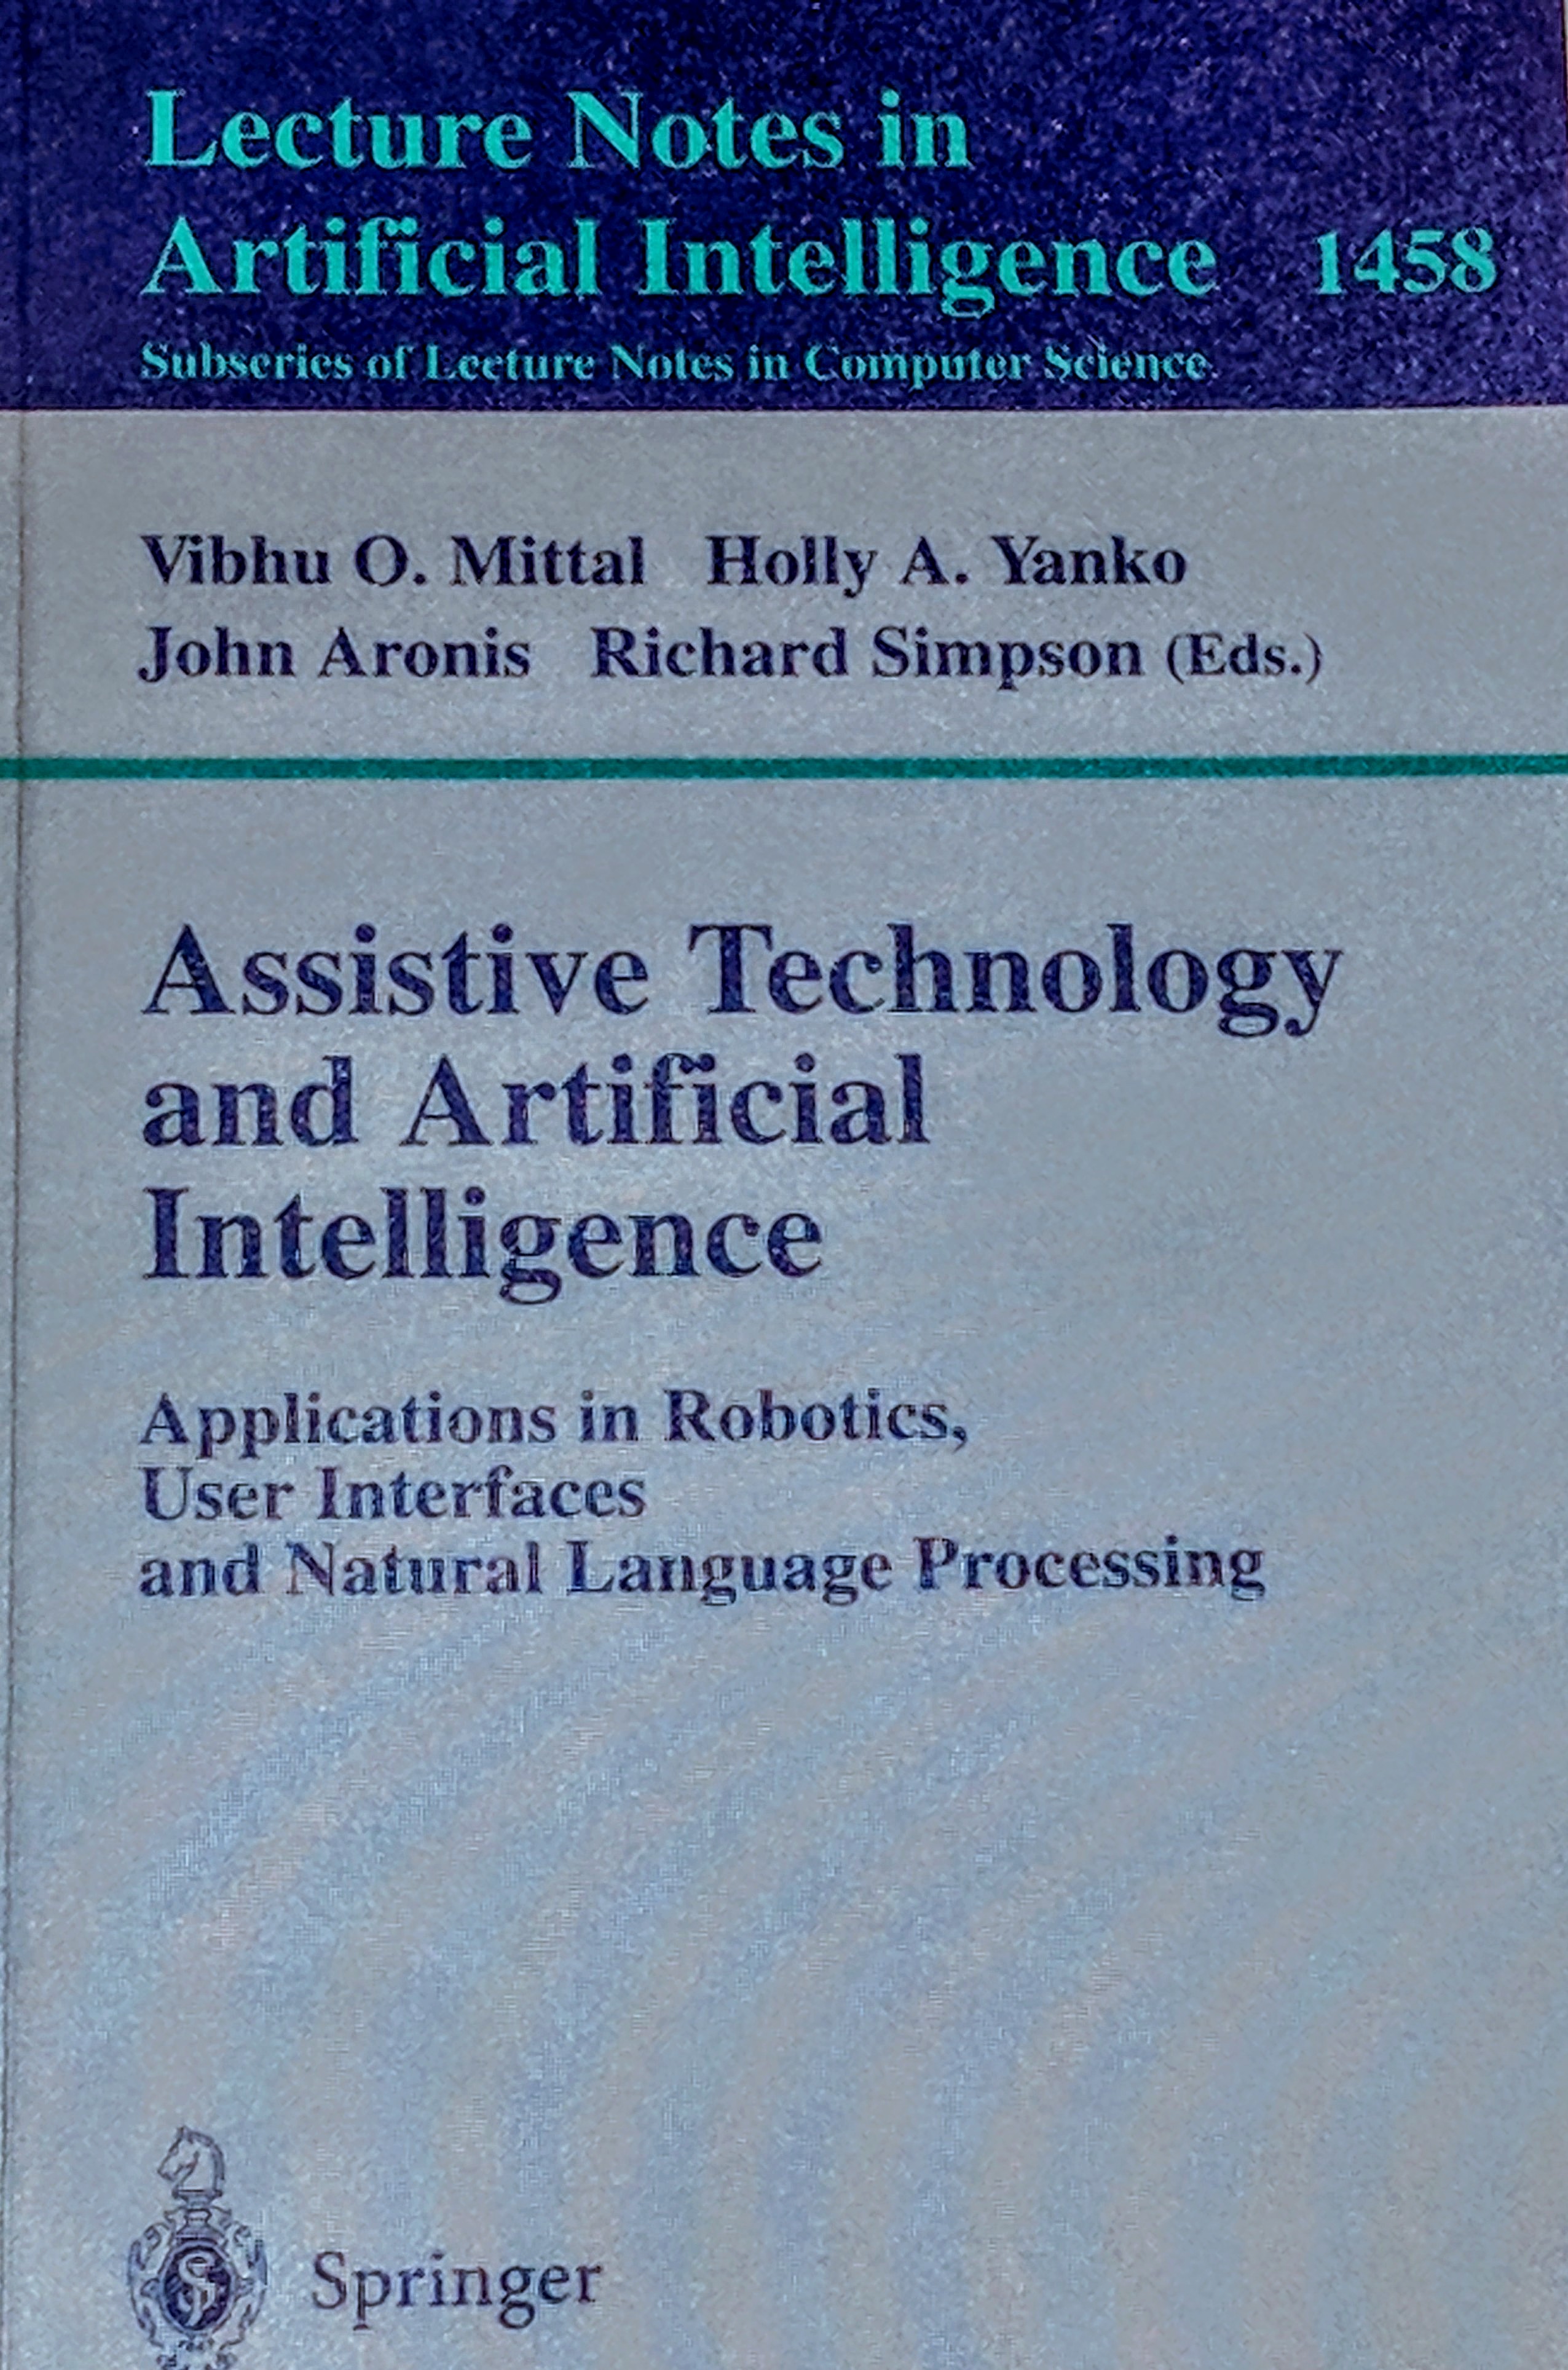 Lecture Notes in
Artificial Intelligence 1458
Subseries of Lecture Notes in Computer Science
Vibhu O. Mittal Holly A. Yanko
John Aronis Richard Simpson (Eds.)
Assistive Technology
and Artificial
Intelligence
Applications in Robotics,
User Interfaces
and Natural Language Processing
Springer